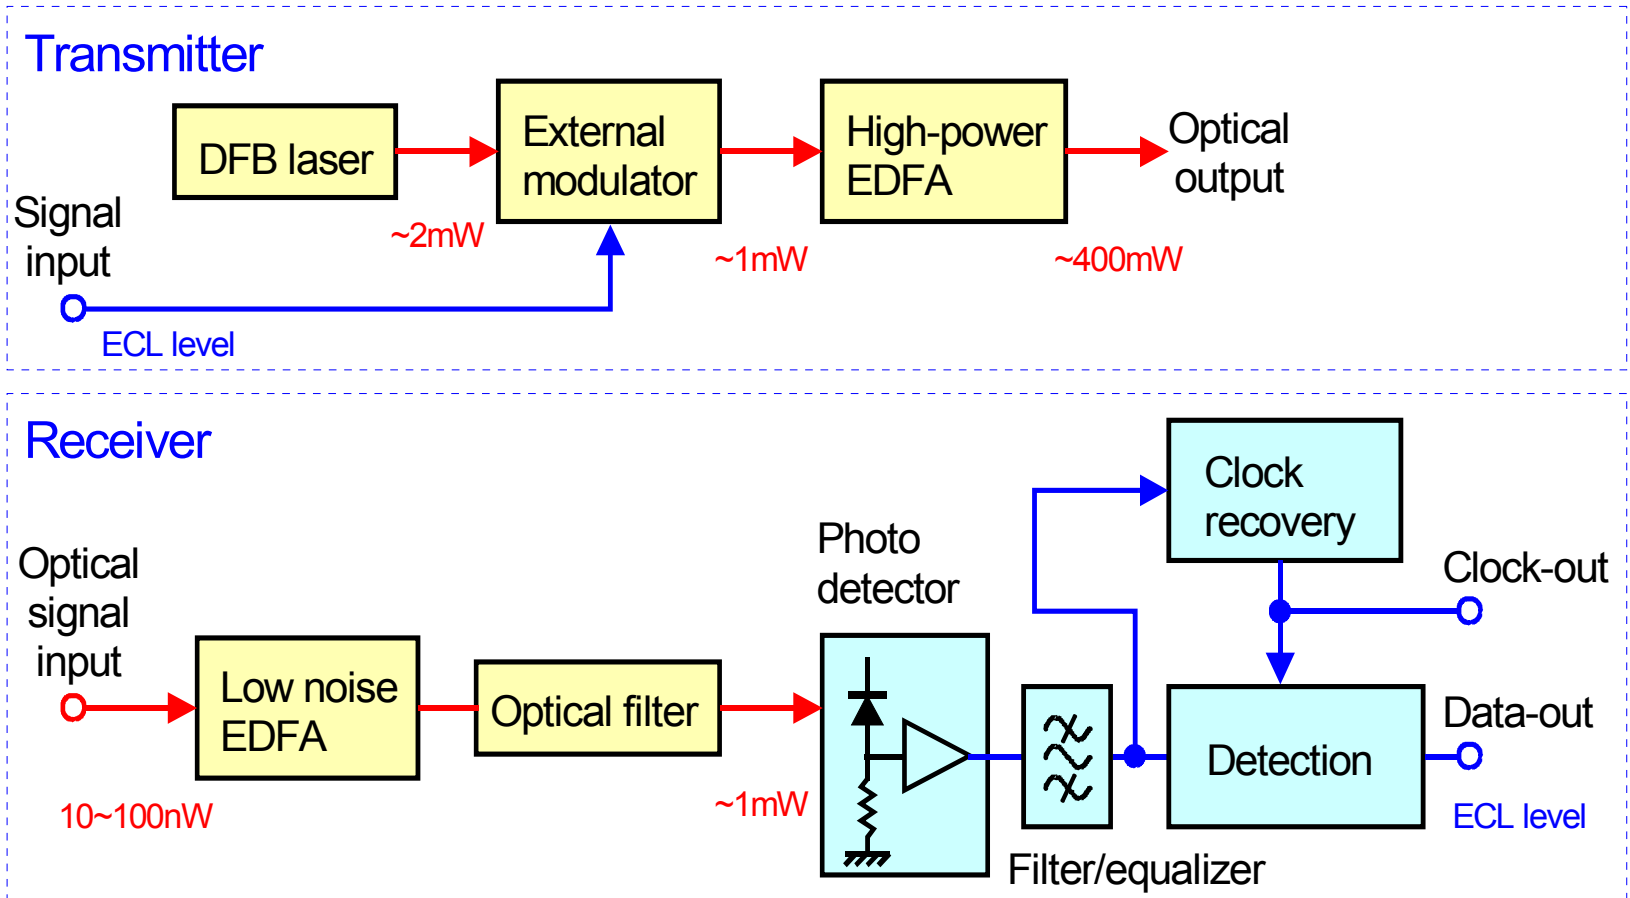 Transmitter
DFB laser
External
modulator
High-power
EDFA
Optical
output
Signal
input
~2mW
~1mW
~400mW
ECL level
Receiver
Clock
recovery
Photo
detector
Clock-out
Optical
signal
input
Low noise
EDFA
Optical filter
Data-out
Detection
10~100nW
~1mW
ECL level
Filter/equalizer